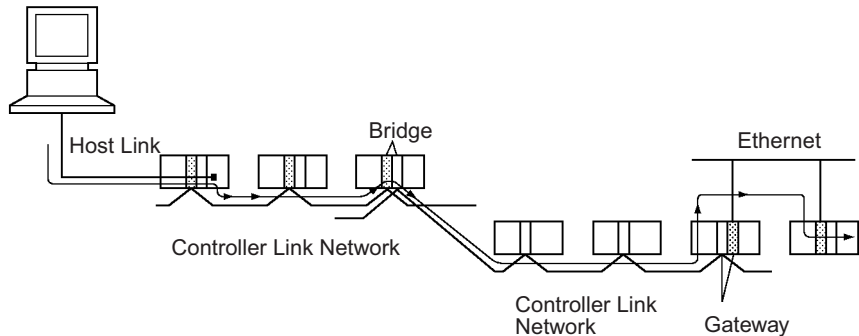 Host Link
Bridge
Ethernet
Controller Link Network
Controller Link
Network
Gateway